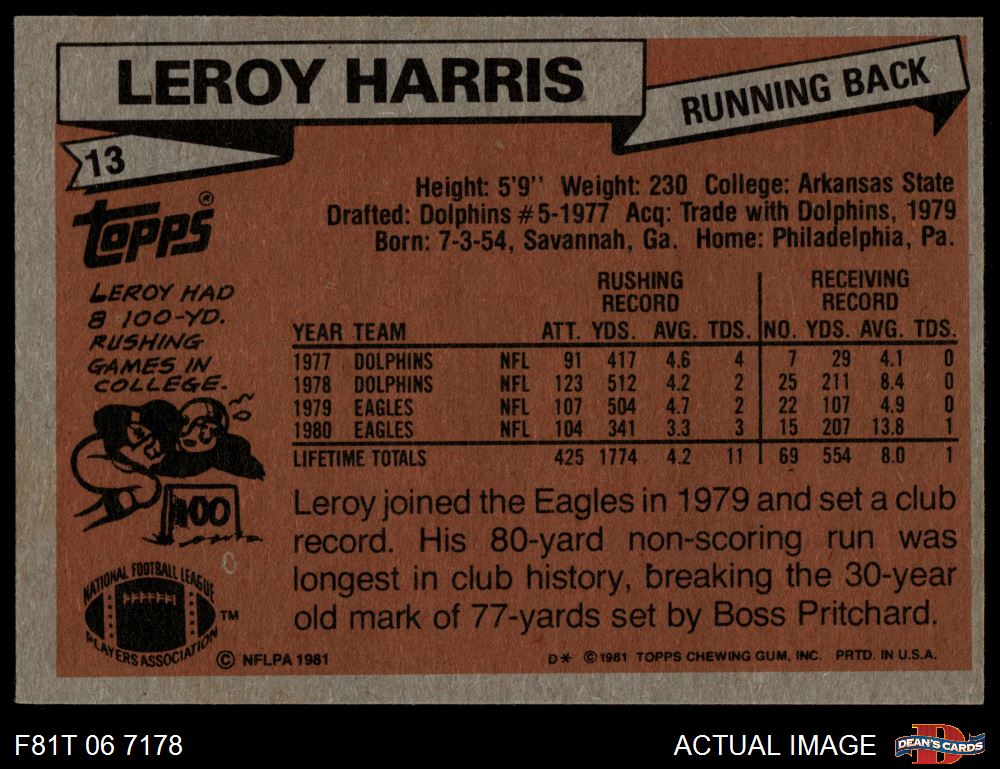 LEROY HARRIS
RUNNING BACK
13
TOPPS®
Height: 5'9'' Weight: 230 College: Arkansas State
Drafted: Dolphins #5-1977 Acq: Trade with Dolphins, 1979
Born: 7-3-54, Savannah, Ga. Home: Philadelphia, Pa.
LEROY HAD
8 100-YD.
RUSHING
GAMES IN
COLLEGE.
100
RUSHING RECEIVING
RECORD RECORD
YEAR TEAM ATT. YDS. AVG. TDS. NO. YDS. AVG. TDS.
1977 DOLPHINS NFL 91 417 4.6 4 7 29 4.1 0
1978 DOLPHINS NFL 123 512 4.2 2 25 211 8.4 0
1979 EAGLES NFL 107 504 4.7 2 22 107 4.9 0
1980 EAGLES NFL 104 341 3.3 3 15 207 13.8 1
LIFETIME TOTALS 425 1774 4.2 11 69 554 8.0 1
Leroy joined the Eagles in 1979 and set a club
record. His 80-yard non-scoring run was
longest in club history, breaking the 30-year
old mark of 77-yards set by Boss Pritchard.
NATIONAL FOOTBALL LEAGUE
PLAYERS ASSOCIATION
™
© NFLPA 1981
D* © 1981 TOPPS CHEWING GUM, INC. PRTD. IN U.S.A.
F81T 06 7178
ACTUAL IMAGE
D
DEAN'S CARDS